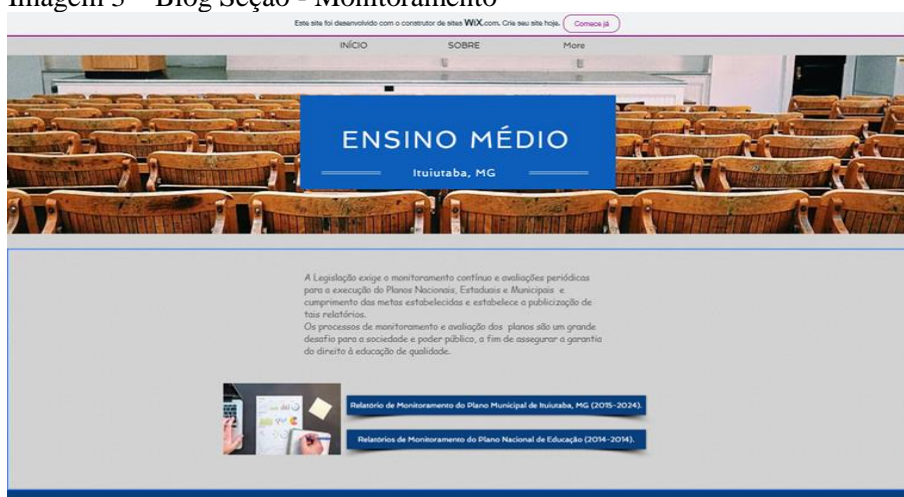 Imagem 3 – Blog Seção - Monitoramento
Este site foi desenvolvido com o construtor de sites WiX.com. Crie seu site hoje. Comece já
INÍCIO SOBRE More
ENSINO MÉDIO
Ituiutaba, MG
A Legislação exige o monitoramento contínuo e avaliações periódicas
para a execução do Planos Nacionais, Estaduais e Municipais e
cumprimento das metas estabelecidas e estabelece a publicização de
tais relatórios.
Os processos de monitoramento e avaliação dos planos são um grande
desafio para a sociedade e poder público, a fim de assegurar a garantia
do direito à educação de qualidade.
Relatório de Monitoramento do Plano Municipal de Ituiutaba, MG (2015-2024).
Relatórios de Monitoramento do Plano Nacional de Educação (2014-2014).